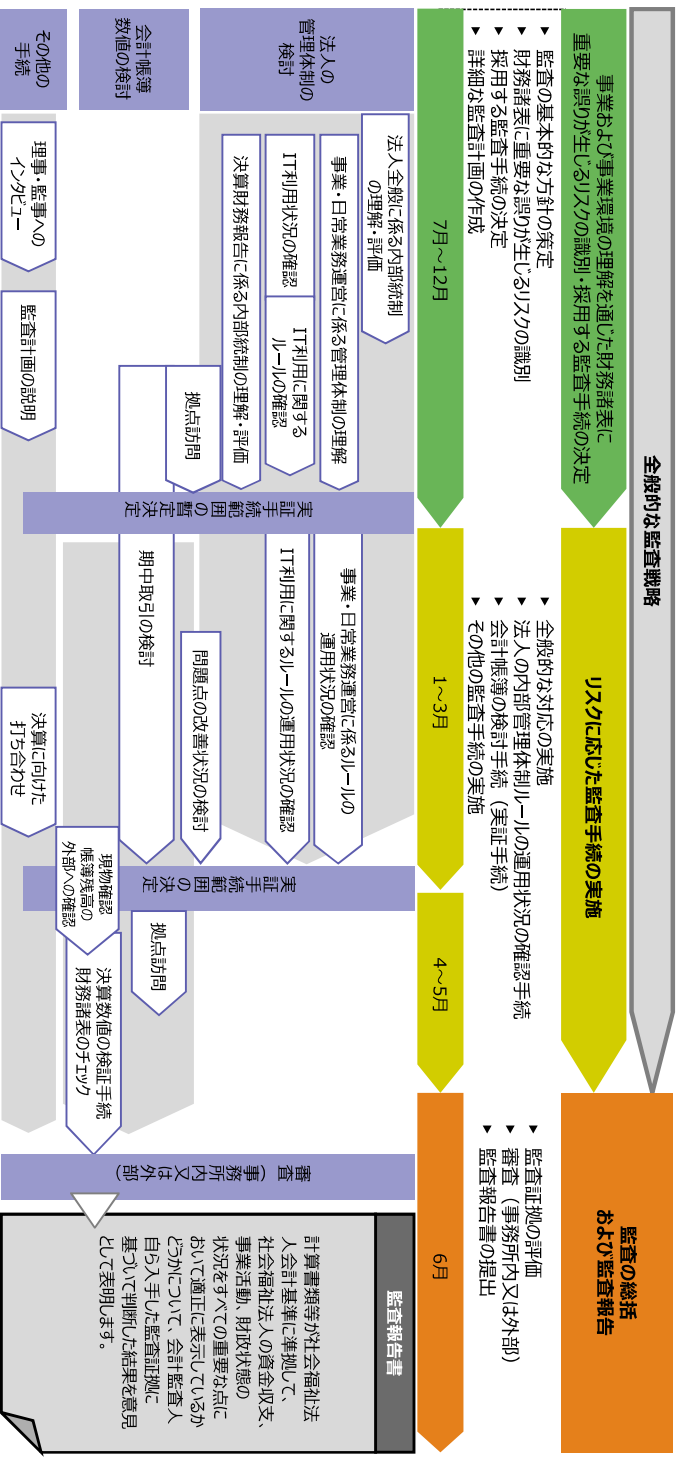 全般的な監査戦略
事業および事業環境の理解を通じた財務諸表に
重要な誤りが生じるリスクの識別・採用する監査手続の決定
リスクに応じた監査手続の実施
監査の総括
および監査報告
▶ 監査の基本的な方針の策定
▶ 財務諸表に重要な誤りが生じるリスクの識別
▶ 採用する監査手続の決定
▶ 詳細な監査計画の作成
▶ 全般的な対応の実施
▶ 法人の内部管理体制ルールの運用状況の確認手続
▶ 会計帳簿の検討手続（実証手続）
▶ その他の監査手続の実施
▶ 監査証拠の評価
▶ 審査（事務所内又は外部）
▶ 監査報告書の提出
7月～12月
1～3月
4～5月
6月
法人の
管理体制の
検討
法人全般に係る内部統制
の理解・評価
事業・日常業務運営に係る管理体制の理解
IT利用状況の確認
IT利用に関する
ルールの確認
決算財務報告に係る内部統制の理解・評価
拠点訪問
実証手続範囲の暫定決定
事業・日常業務運営に係るルールの
運用状況の確認
IT利用に関するルールの運用状況の確認
問題点の改善状況の検討
実証手続範囲の決定
会計帳簿
数値の検討
期中取引の検討
拠点訪問
現物確認
帳簿残高の
外部への確認
決算数値の検証手続
財務諸表のチェック
その他の
手続
理事・監事への
インタビュー
監査計画の説明
決算に向けた
打ち合わせ
審査（事務所内又は外部）
監査報告書
計算書類等が社会福祉法
人会計基準に準拠して、
社会福祉法人の資金収支、
事業活動、財政状態の
状況をすべての重要な点に
おいて適正に表示しているか
どうかについて、会計監査人
自ら入手した監査証拠に
基づいて判断した結果を意見
として表明します。